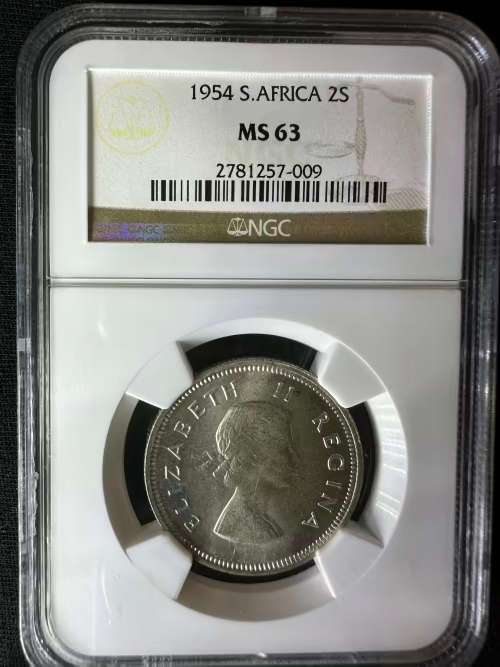 1954 S.AFRICA 2S
MS 63
2781257-009
NGC
ELIZABETH II REGINA